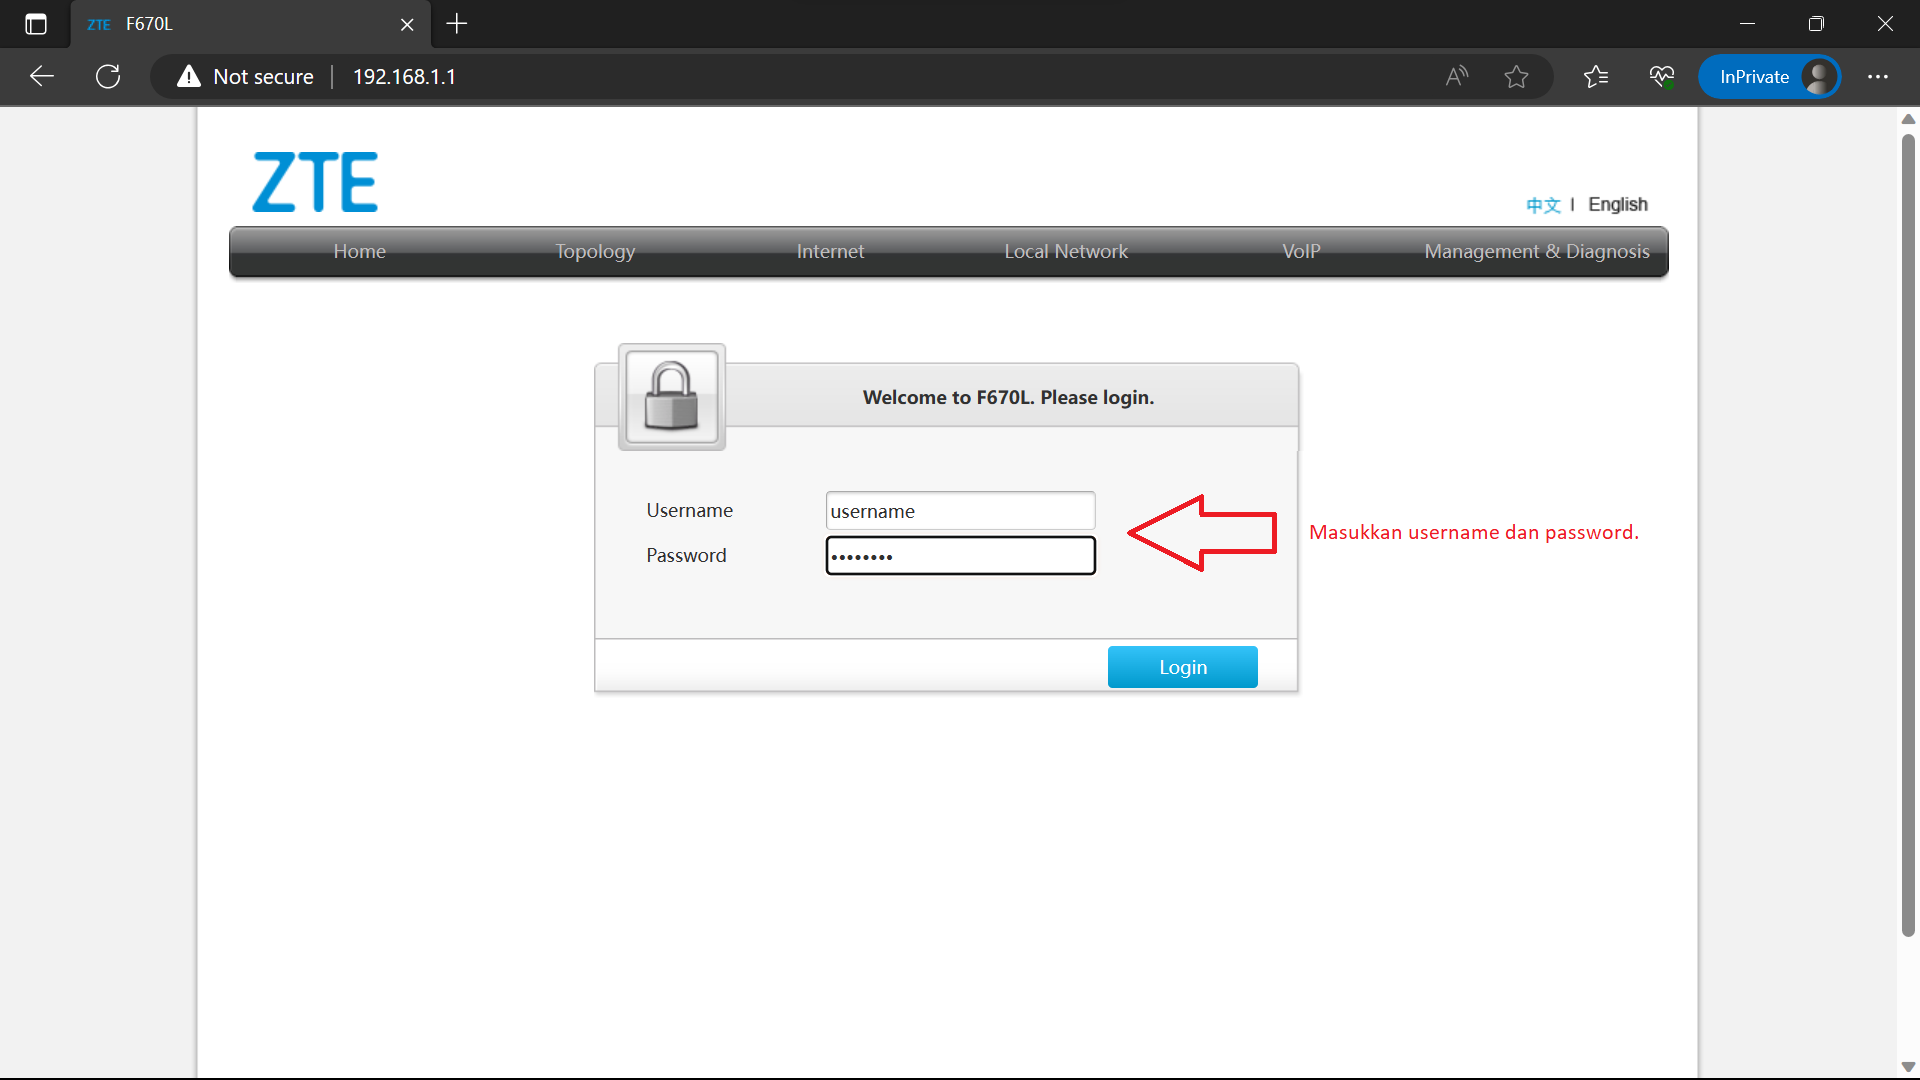 ZTE F670L
Not secure 192.168.1.1 InPrivate
ZTE
中文 | English
Home Topology Internet Local Network VoIP Management & Diagnosis
Welcome to F670L. Please login.
Username username
Masukkan username dan password.
Password ••••••••
Login